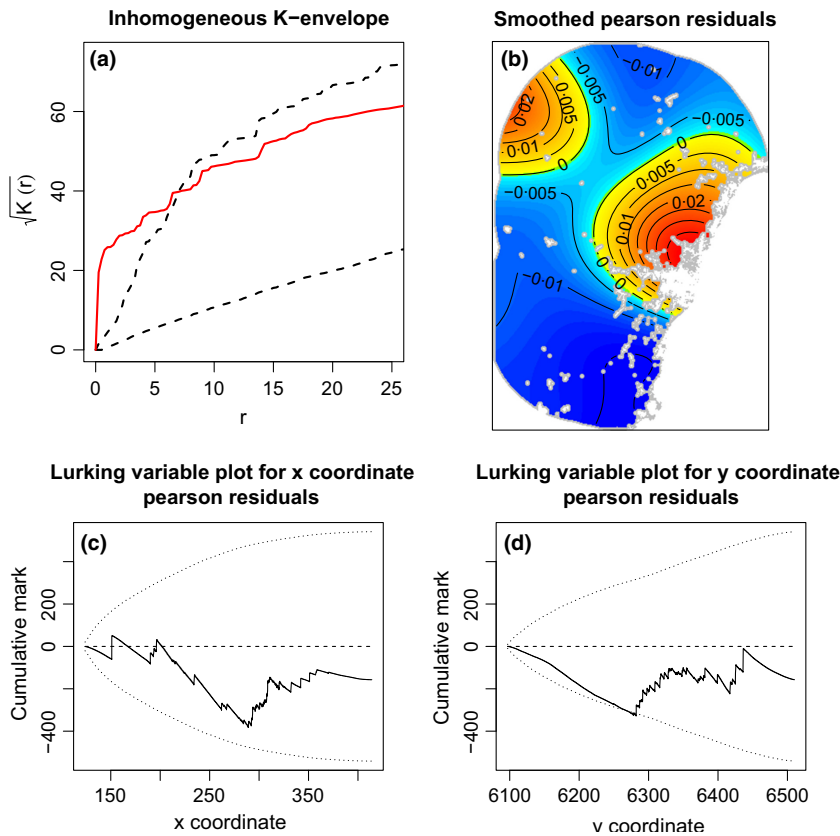 Inhomogeneous K−envelope
(a)
√K (r)
0
20
40
60
0
5
10
15
20
25
r
Smoothed pearson residuals
(b)
−0·01
−0·005
0·02
0·005
0·01
0
−0·005
0
−0·005
0·005
0·02
0·01
0
0
−0·01
Lurking variable plot for x coordinate
pearson residuals
(c)
Cumulative mark
−400
0
200
150
250
350
x coordinate
Lurking variable plot for y coordinate
pearson residuals
(d)
Cumulative mark
−400
0
200
6100
6200
6300
6400
6500
y coordinate